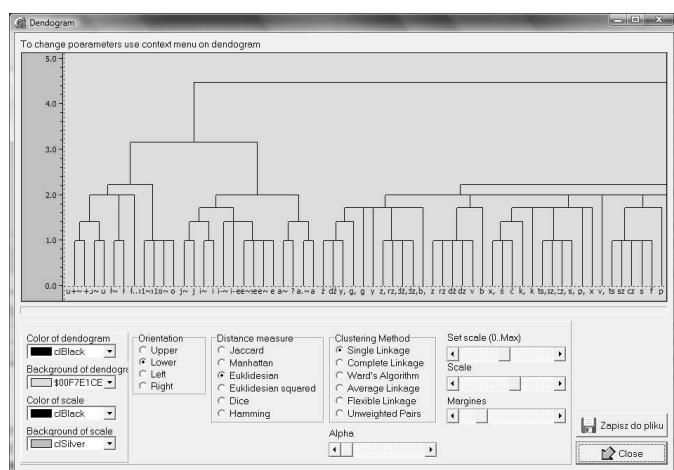 Dendogram
To change poarameters use context menu on dendogram
5.0
4.0
3.0
2.0
1.0
0.0
Color of dendogram
clBlack
Background of dendogra
$00F7E1CE
Color of scale
clBlack
Background of scale
clSilver
Orientation
Upper
Lower
Left
Right
Distance measure
Jaccard
Manhattan
Euklidesian
Euklidesian squared
Dice
Hamming
Clustering Method
Single Linkage
Complete Linkage
Ward's Algorithm
Average Linkage
Flexible Linkage
Unweighted Pairs
Alpha
Set scale (0..Max)
Scale
Margines
Zapisz do pliku
Close